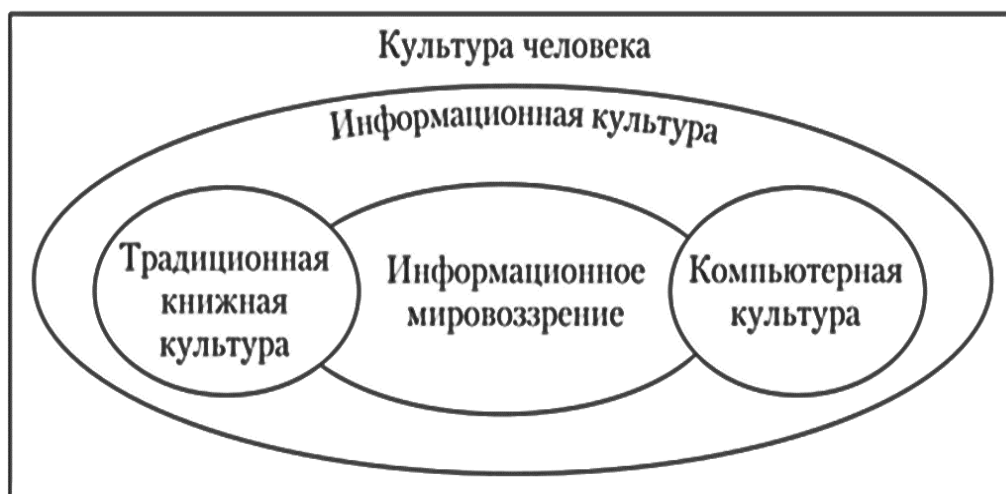 Культура человека
Информационная культура
Традиционная
книжная
культура
Информационное
мировоззрение
Компьютерная
культура